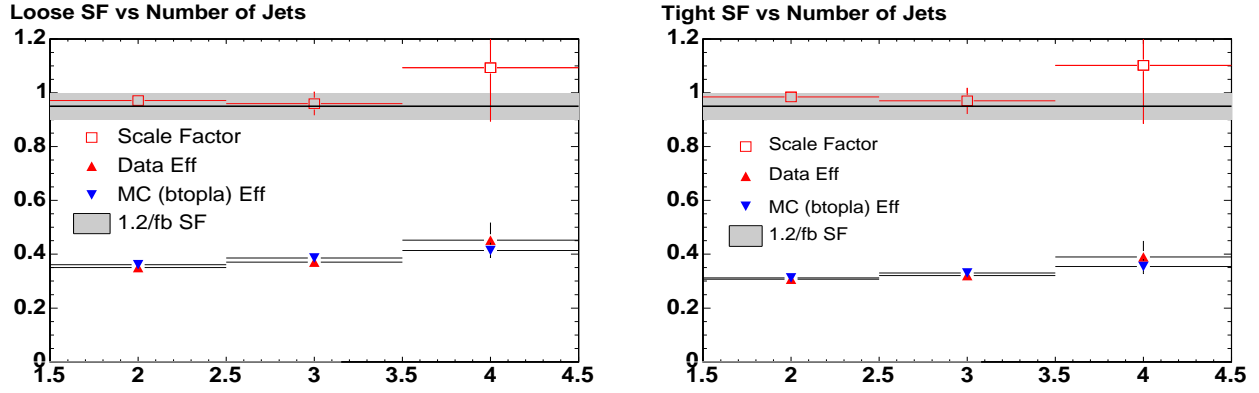 Loose SF vs Number of Jets
1.2
1
0.8
0.6
0.4
0.2
0
Scale Factor
Data Eff
MC (btopla) Eff
1.2/fb SF
1.5 2 2.5 3 3.5 4 4.5
Tight SF vs Number of Jets
1.2
1
0.8
0.6
0.4
0.2
0
Scale Factor
Data Eff
MC (btopla) Eff
1.2/fb SF
1.5 2 2.5 3 3.5 4 4.5